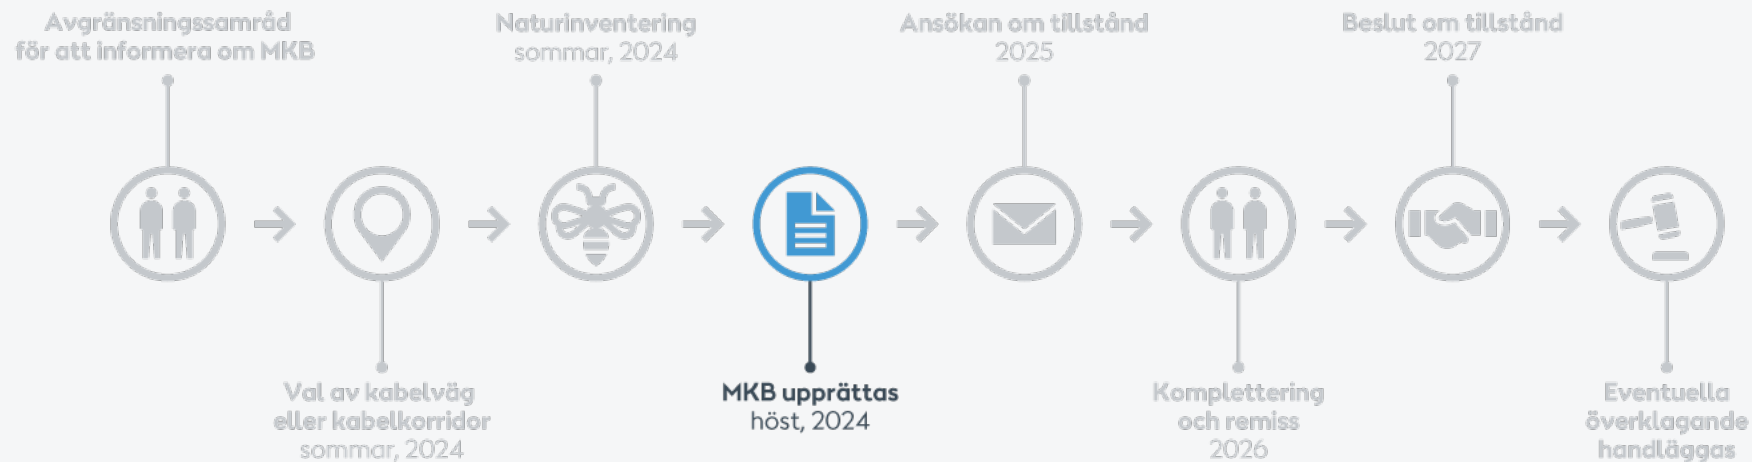 Avgränsningssamråd
för att informera om MKB
Val av kabelväg
eller kabelkorridor
sommar, 2024
Naturinventering
sommar, 2024
MKB upprättas
höst, 2024
Ansökan om tillstånd
2025
Komplettering
och remiss
2026
Beslut om tillstånd
2027
Eventuella
överklagande
handläggas